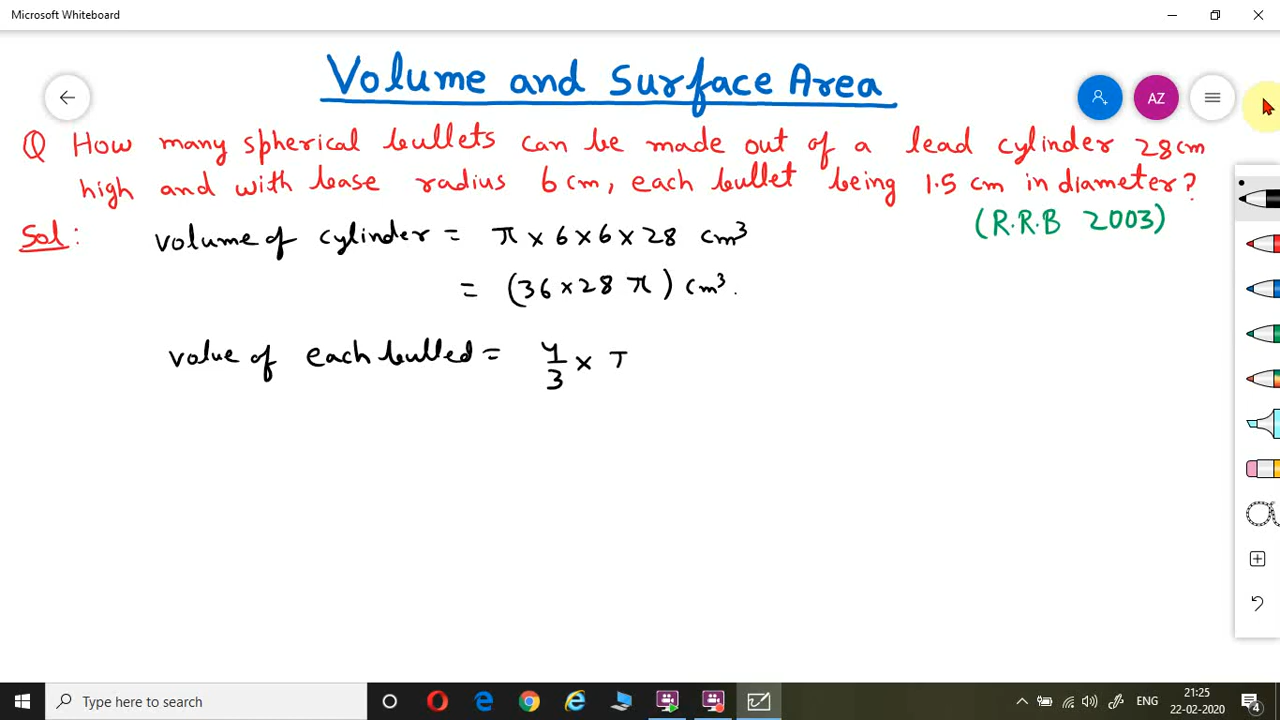 Microsoft Whiteboard
Volume and Surface Area
AZ
Q How many spherical bullets can be made out of a lead cylinder 28cm
high and with base radius 6cm, each bullet being 1.5 cm in diameter?
(R.R.B 2003)
Sol:
volume of cylinder = π × 6 × 6 × 28 cm³
= (36 × 28 π) cm³.
value of each bulled = 4/3 × T
Type here to search
ENG
21:25
22-02-2020
4